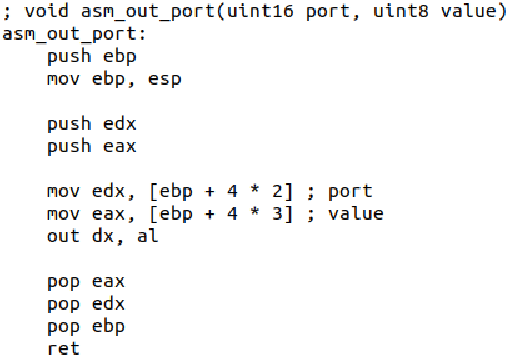 ; void asm_out_port(uint16 port, uint8 value)
asm_out_port:
    push ebp
    mov ebp, esp

    push edx
    push eax

    mov edx, [ebp + 4 * 2] ; port
    mov eax, [ebp + 4 * 3] ; value
    out dx, al

    pop eax
    pop edx
    pop ebp
    ret